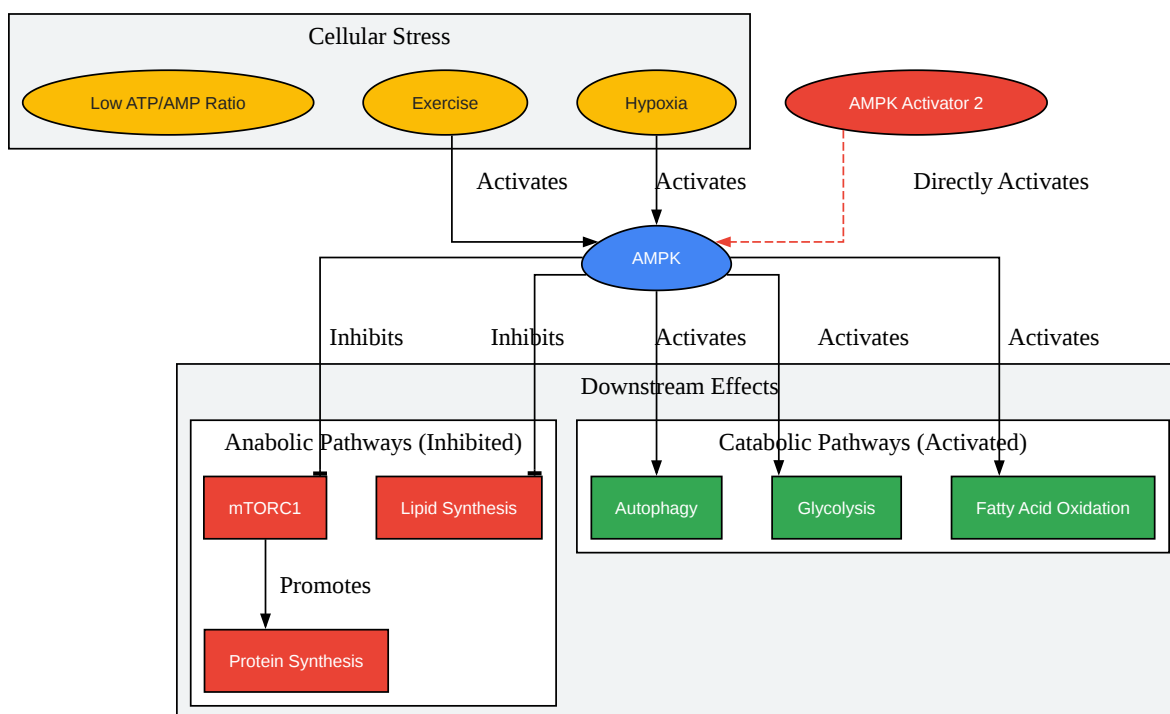 Cellular Stress
Low ATP/AMP Ratio
Exercise
Hypoxia
AMPK Activator 2
Activates
Activates
Directly Activates
AMPK
Inhibits
Inhibits
Activates
Activates
Activates
Downstream Effects
Anabolic Pathways (Inhibited)
Catabolic Pathways (Activated)
mTORC1
Lipid Synthesis
Autophagy
Glycolysis
Fatty Acid Oxidation
Promotes
Protein Synthesis